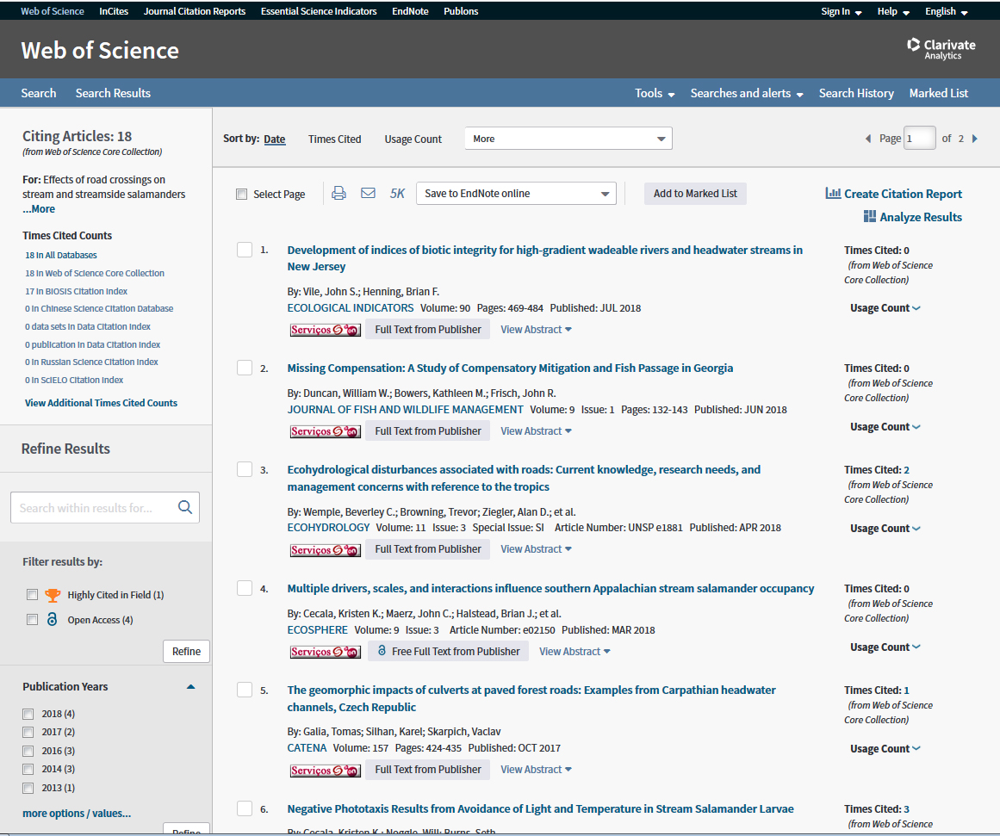 Web of Science InCites Journal Citation Reports Essential Science Indicators EndNote Publons Sign In Help English
Web of Science
Clarivate
Analytics
Search Search Results Tools Searches and alerts Search History Marked List
Citing Articles: 18
(from Web of Science Core Collection)
For: Effects of road crossings on
stream and streamside salamanders
...More
Times Cited Counts
18 in All Databases
18 in Web of Science Core Collection
17 in BIOSIS Citation Index
0 in Chinese Science Citation Database
0 data sets in Data Citation Index
0 publication in Data Citation Index
0 in Russian Science Citation Index
0 in SciELO Citation Index
View Additional Times Cited Counts
Refine Results
Search within results for...
Filter results by:
Highly Cited in Field (1)
Open Access (4)
Refine
Publication Years
2018 (4)
2017 (2)
2016 (3)
2014 (3)
2013 (1)
more options / values...
Refine
Sort by: Date Times Cited Usage Count More
Page 1 of 2
Select Page 5K Save to EndNote online Add to Marked List
Create Citation Report
Analyze Results
1. Development of indices of biotic integrity for high-gradient wadeable rivers and headwater streams in
New Jersey
By: Vile, John S.; Henning, Brian F.
ECOLOGICAL INDICATORS Volume: 90 Pages: 469-484 Published: JUL 2018
Serviços Full Text from Publisher View Abstract
Times Cited: 0
(from Web of Science
Core Collection)
Usage Count
2. Missing Compensation: A Study of Compensatory Mitigation and Fish Passage in Georgia
By: Duncan, William W.; Bowers, Kathleen M.; Frisch, John R.
JOURNAL OF FISH AND WILDLIFE MANAGEMENT Volume: 9 Issue: 1 Pages: 132-143 Published: JUN 2018
Serviços Full Text from Publisher View Abstract
Times Cited: 0
(from Web of Science
Core Collection)
Usage Count
3. Ecohydrological disturbances associated with roads: Current knowledge, research needs, and
management concerns with reference to the tropics
By: Wemple, Beverley C.; Browning, Trevor; Ziegler, Alan D.; et al.
ECOHYDROLOGY Volume: 11 Issue: 3 Special Issue: SI Article Number: UNSP e1881 Published: APR 2018
Serviços Full Text from Publisher View Abstract
Times Cited: 2
(from Web of Science
Core Collection)
Usage Count
4. Multiple drivers, scales, and interactions influence southern Appalachian stream salamander occupancy
By: Cecala, Kristen K.; Maerz, John C.; Halstead, Brian J.; et al.
ECOSPHERE Volume: 9 Issue: 3 Article Number: e02150 Published: MAR 2018
Serviços Free Full Text from Publisher View Abstract
Times Cited: 0
(from Web of Science
Core Collection)
Usage Count
5. The geomorphic impacts of culverts at paved forest roads: Examples from Carpathian headwater
channels, Czech Republic
By: Galia, Tomas; Silhan, Karel; Skarpich, Vaclav
CATENA Volume: 157 Pages: 424-435 Published: OCT 2017
Serviços Full Text from Publisher View Abstract
Times Cited: 1
(from Web of Science
Core Collection)
Usage Count
6. Negative Phototaxis Results from Avoidance of Light and Temperature in Stream Salamander Larvae
By: Cecala, Kristen K.; Noggle, Will; Burns, Seth
Times Cited: 3
(from Web of Science